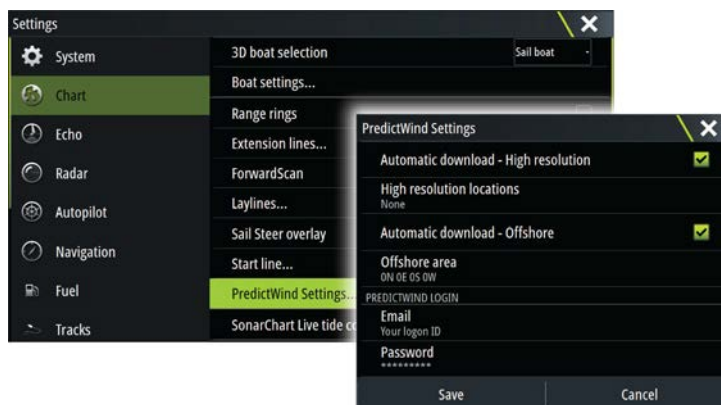 Settings
System
Chart
Echo
Radar
Autopilot
Navigation
Fuel
Tracks
3D boat selection
Sail boat
Boat settings...
Range rings
Extension lines...
ForwardScan
Laylines...
Sail Steer overlay
Start line...
PredictWind Settings...
SonarChart Live tide
PredictWind Settings
Automatic download - High resolution
High resolution locations
None
Automatic download - Offshore
Offshore area
0N 0E 0S 0W
PREDICTWIND LOGIN
Email
Your logon ID
Password
*********
Save
Cancel